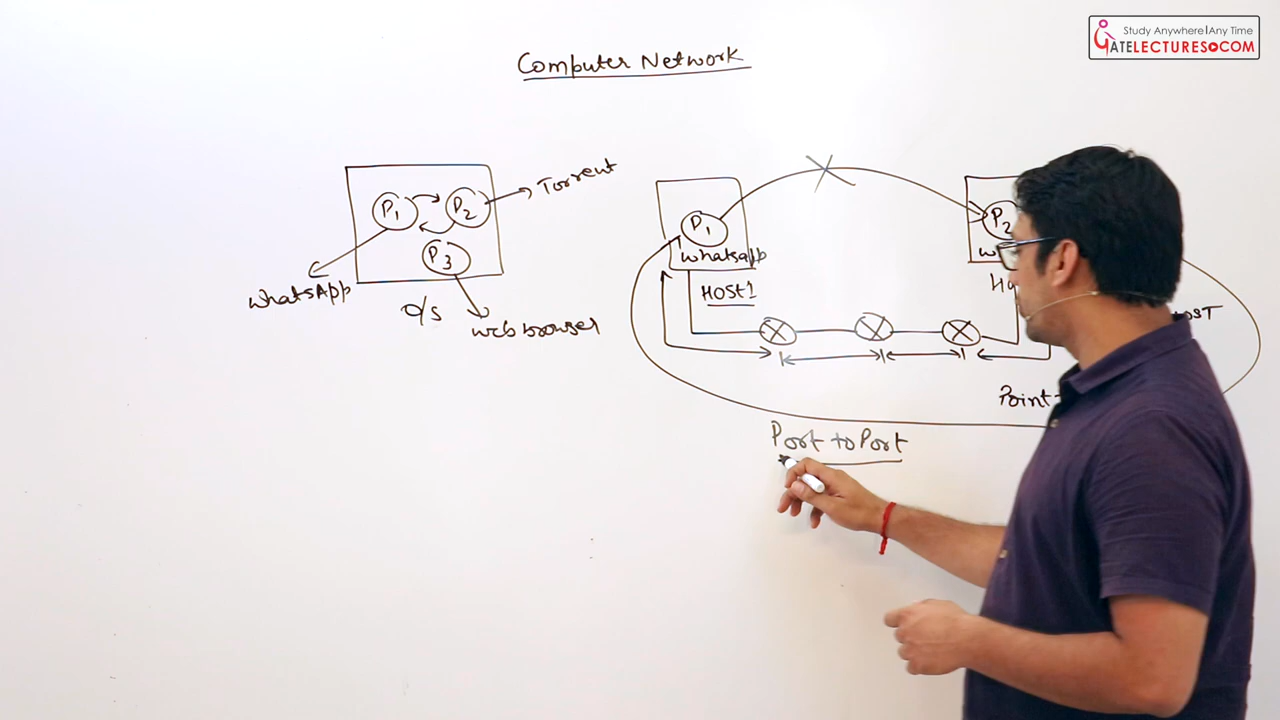 Study Anywhere | Any Time
GATELECTURES.COM
Computer Network
P1
P2
Torrent
P3
WhatsApp
O/S
web browser
P1
whatsapp
HOST1
P2
Point-
Port to Port